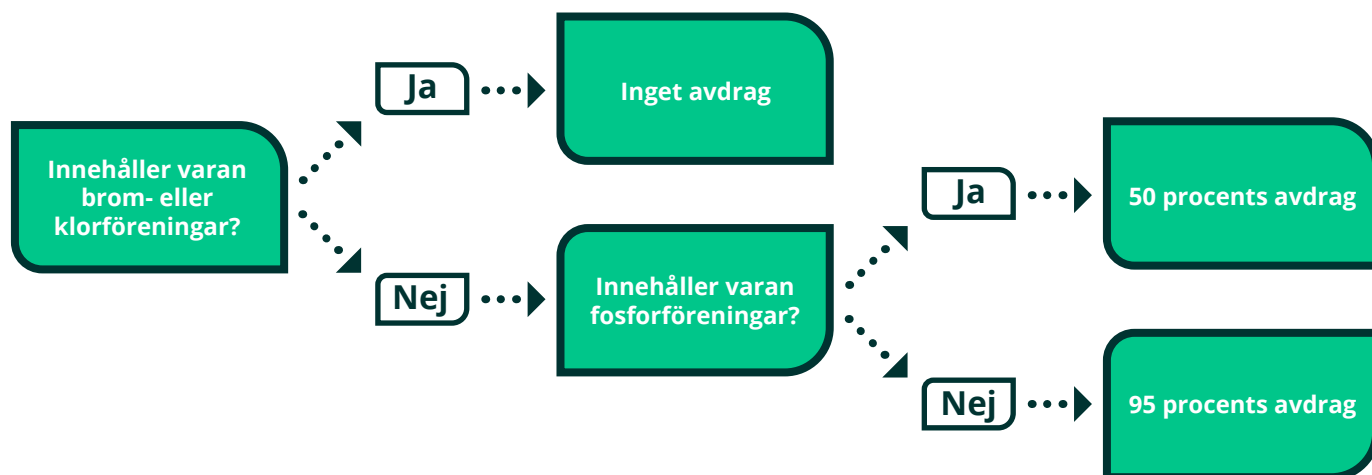 Innehåller varan
brom- eller
klorföreningar?
Ja
Inget avdrag
Nej
Innehåller varan
fosforföreningar?
Ja
50 procents avdrag
Nej
95 procents avdrag